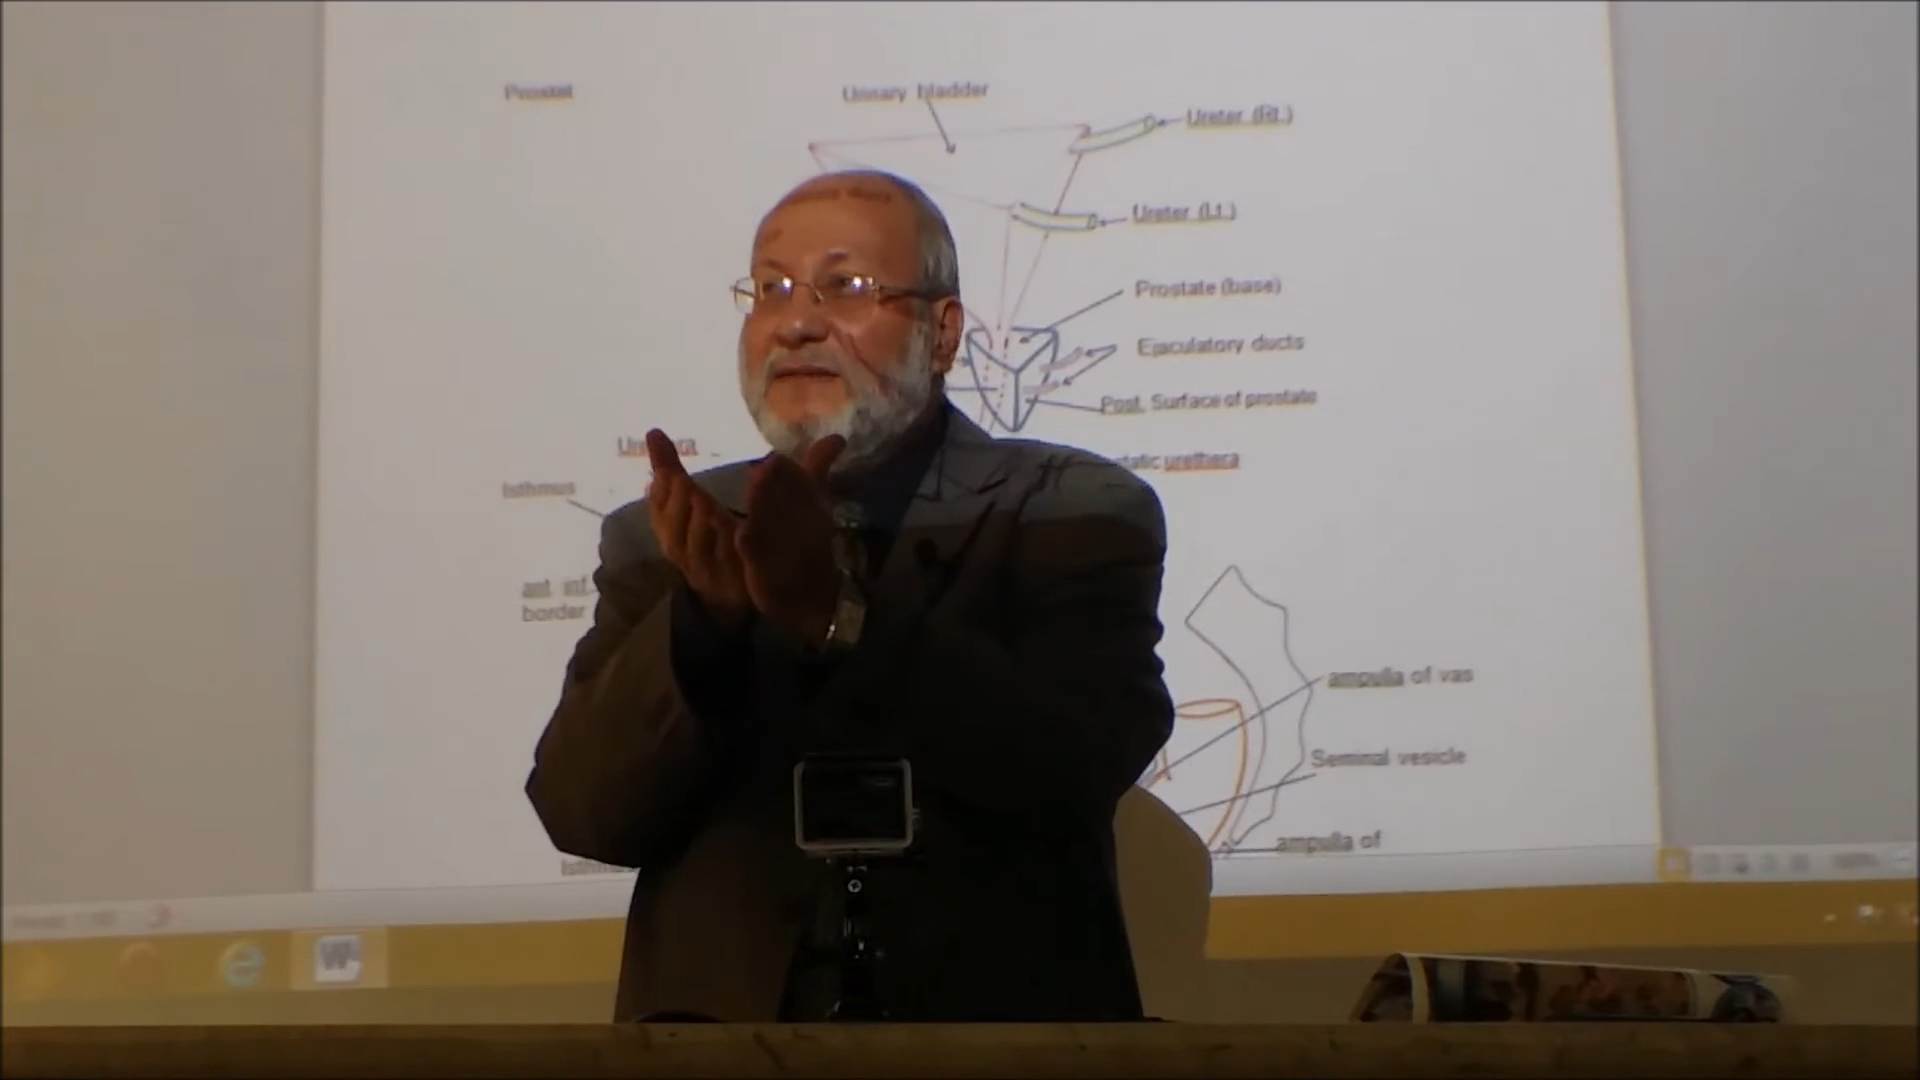 Prostat
Urinary bladder
Ureter (Rt.)
Ureter (Lt.)
Prostate (base)
Ejaculatory ducts
Post. Surface of prostate
urethera
Isthmus
ant. inf.
border
ampulla of vas
Seminal vesicle
ampulla of